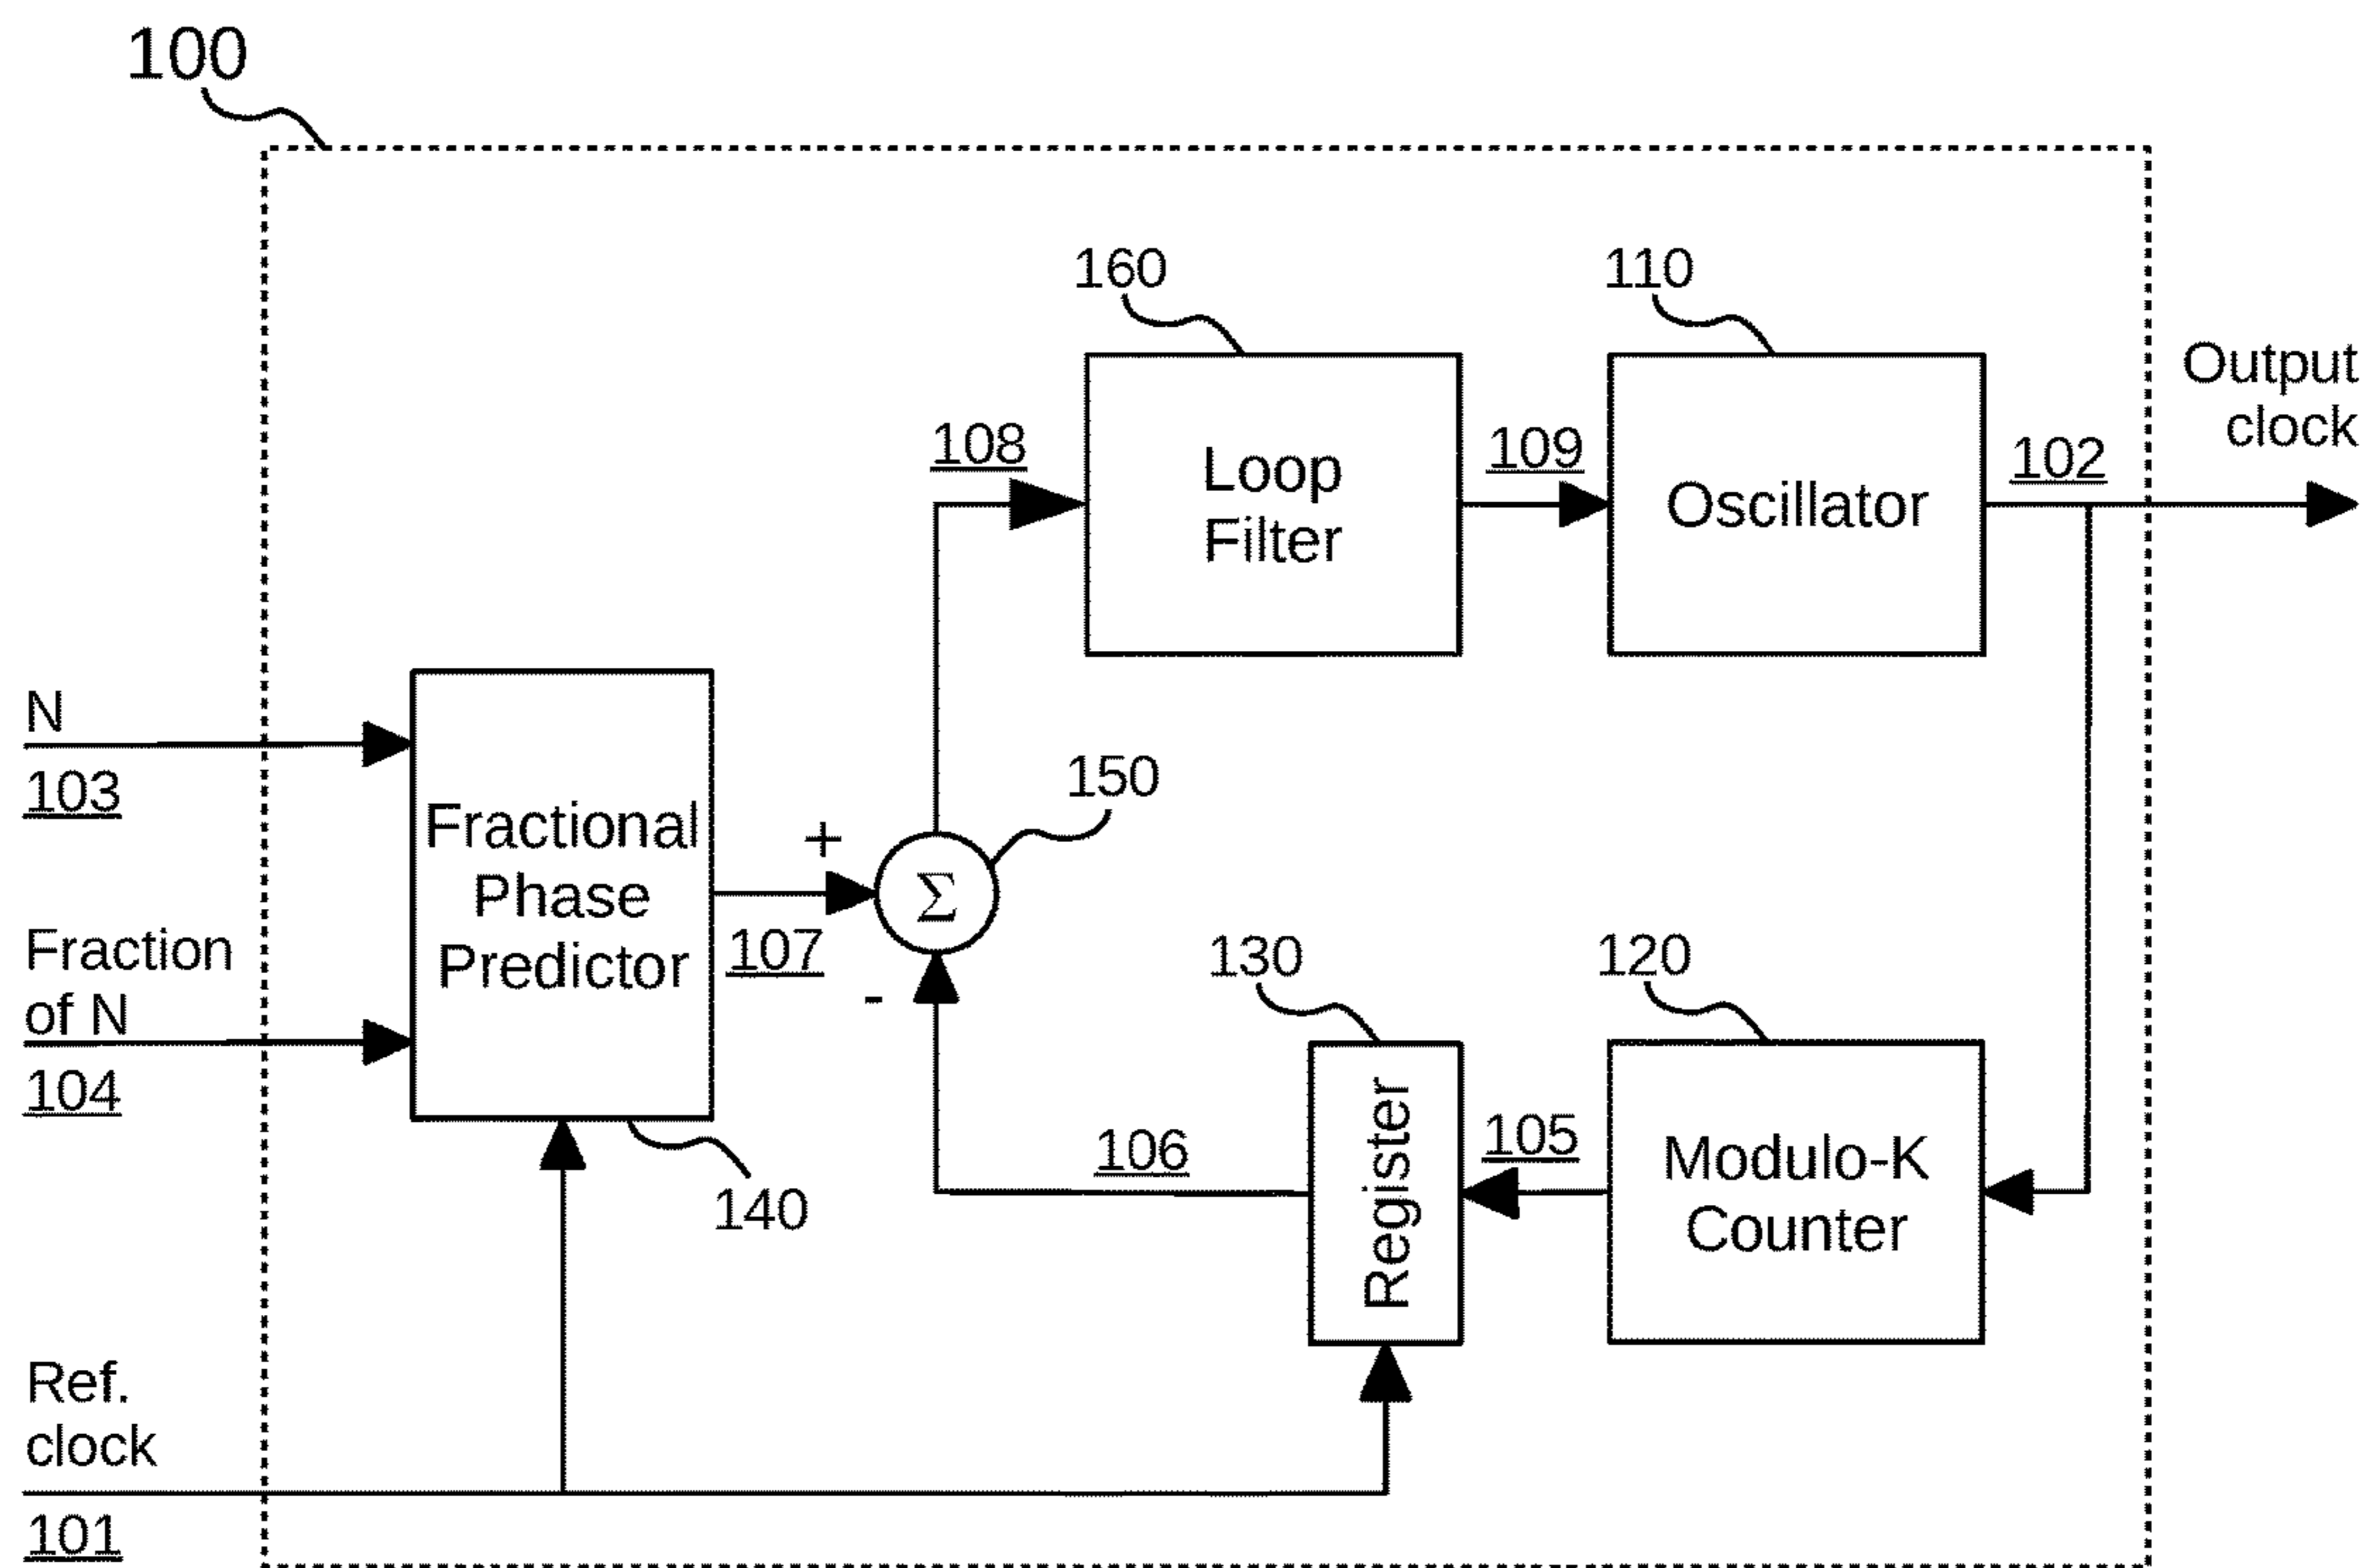 100
160
110
Output
clock
108
109
102
Loop
Filter
Oscillator
N
103
150
Fractional
Phase
Predictor
+
Σ
107
-
Fraction
of N
104
130
120
140
106
Register
105
Modulo-K
Counter
Ref.
clock
101